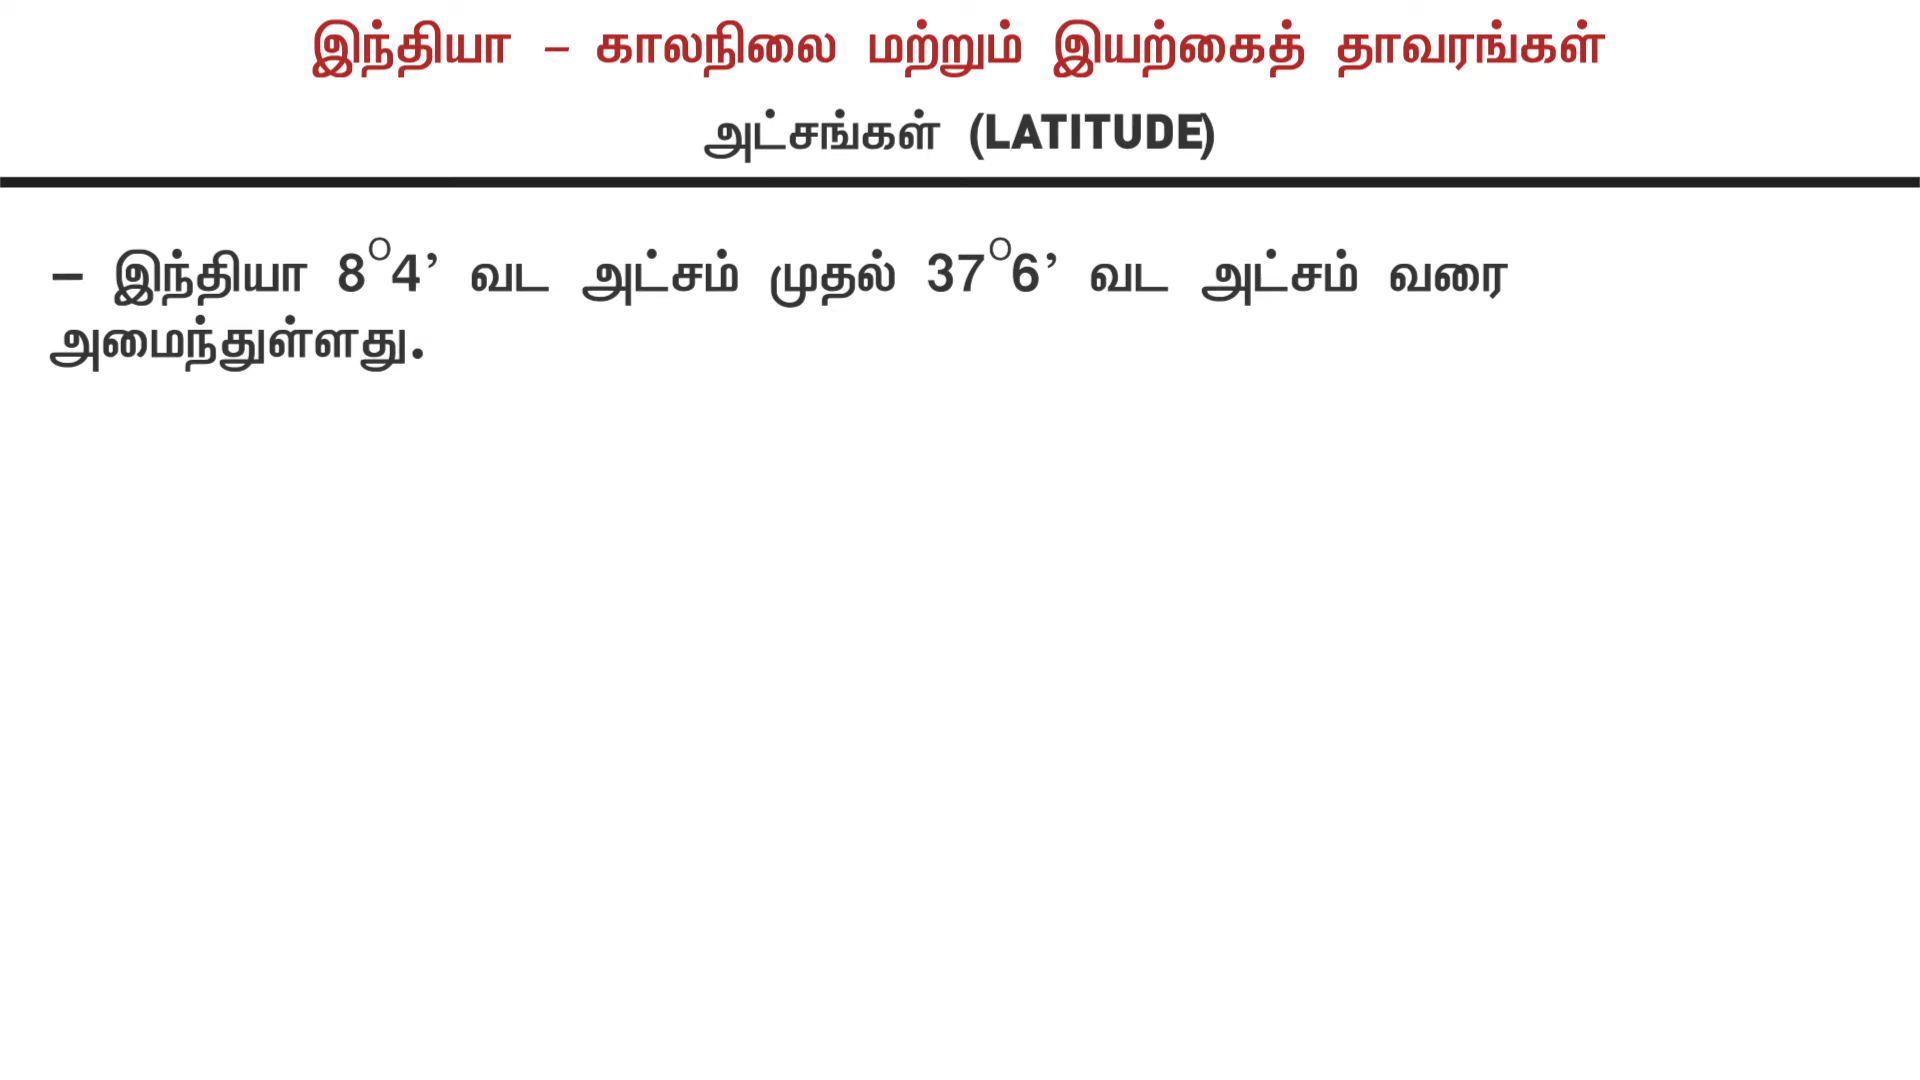 இந்தியா – காலநிலை மற்றும் இயற்கைத் தாவரங்கள்
அட்சங்கள் (LATITUDE)
– இந்தியா 8°4’ வட அட்சம் முதல் 37°6’ வட அட்சம் வரை
அமைந்துள்ளது.